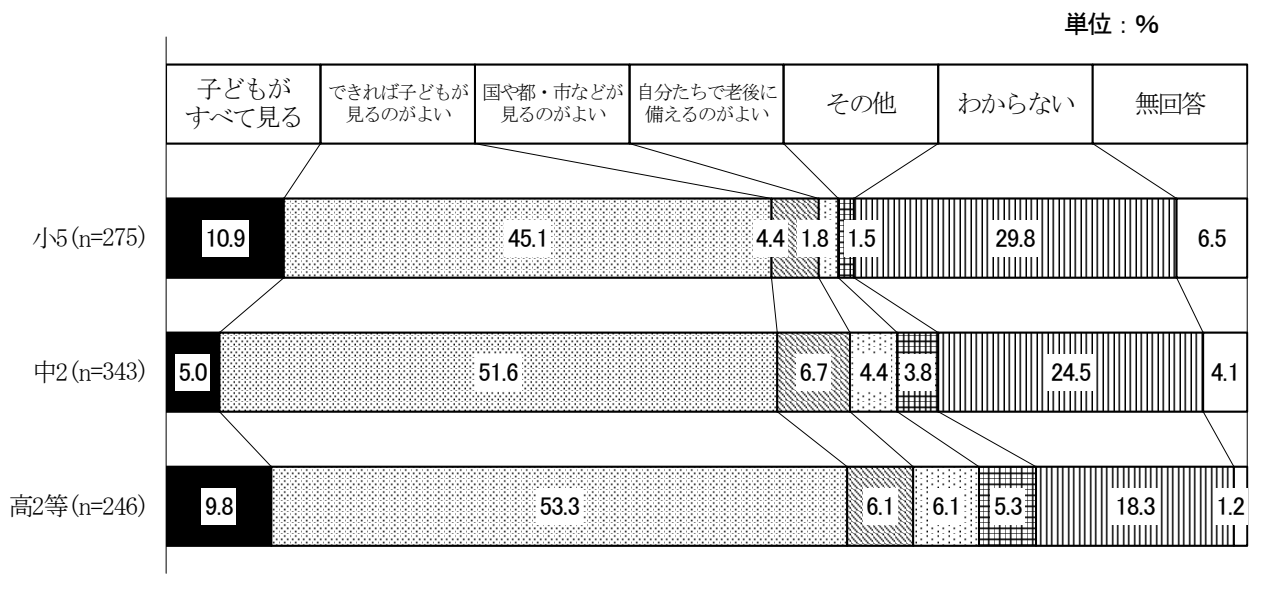 単位：％
子どもが
すべて見る
できれば子どもが
見るのがよい
国や都・市などが
見るのがよい
自分たちで老後に
備えるのがよい
その他
わからない
無回答
小5(n=275)
10.9
45.1
4.4
1.8
1.5
29.8
6.5
中2(n=343)
5.0
51.6
6.7
4.4
3.8
24.5
4.1
高2等(n=246)
9.8
53.3
6.1
6.1
5.3
18.3
1.2